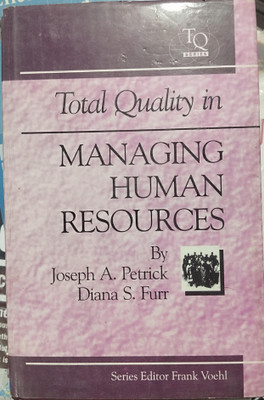 TQ
SERIES
Total Quality in
MANAGING
HUMAN
RESOURCES
By
Joseph A. Petrick
Diana S. Furr
Series Editor Frank Voehl